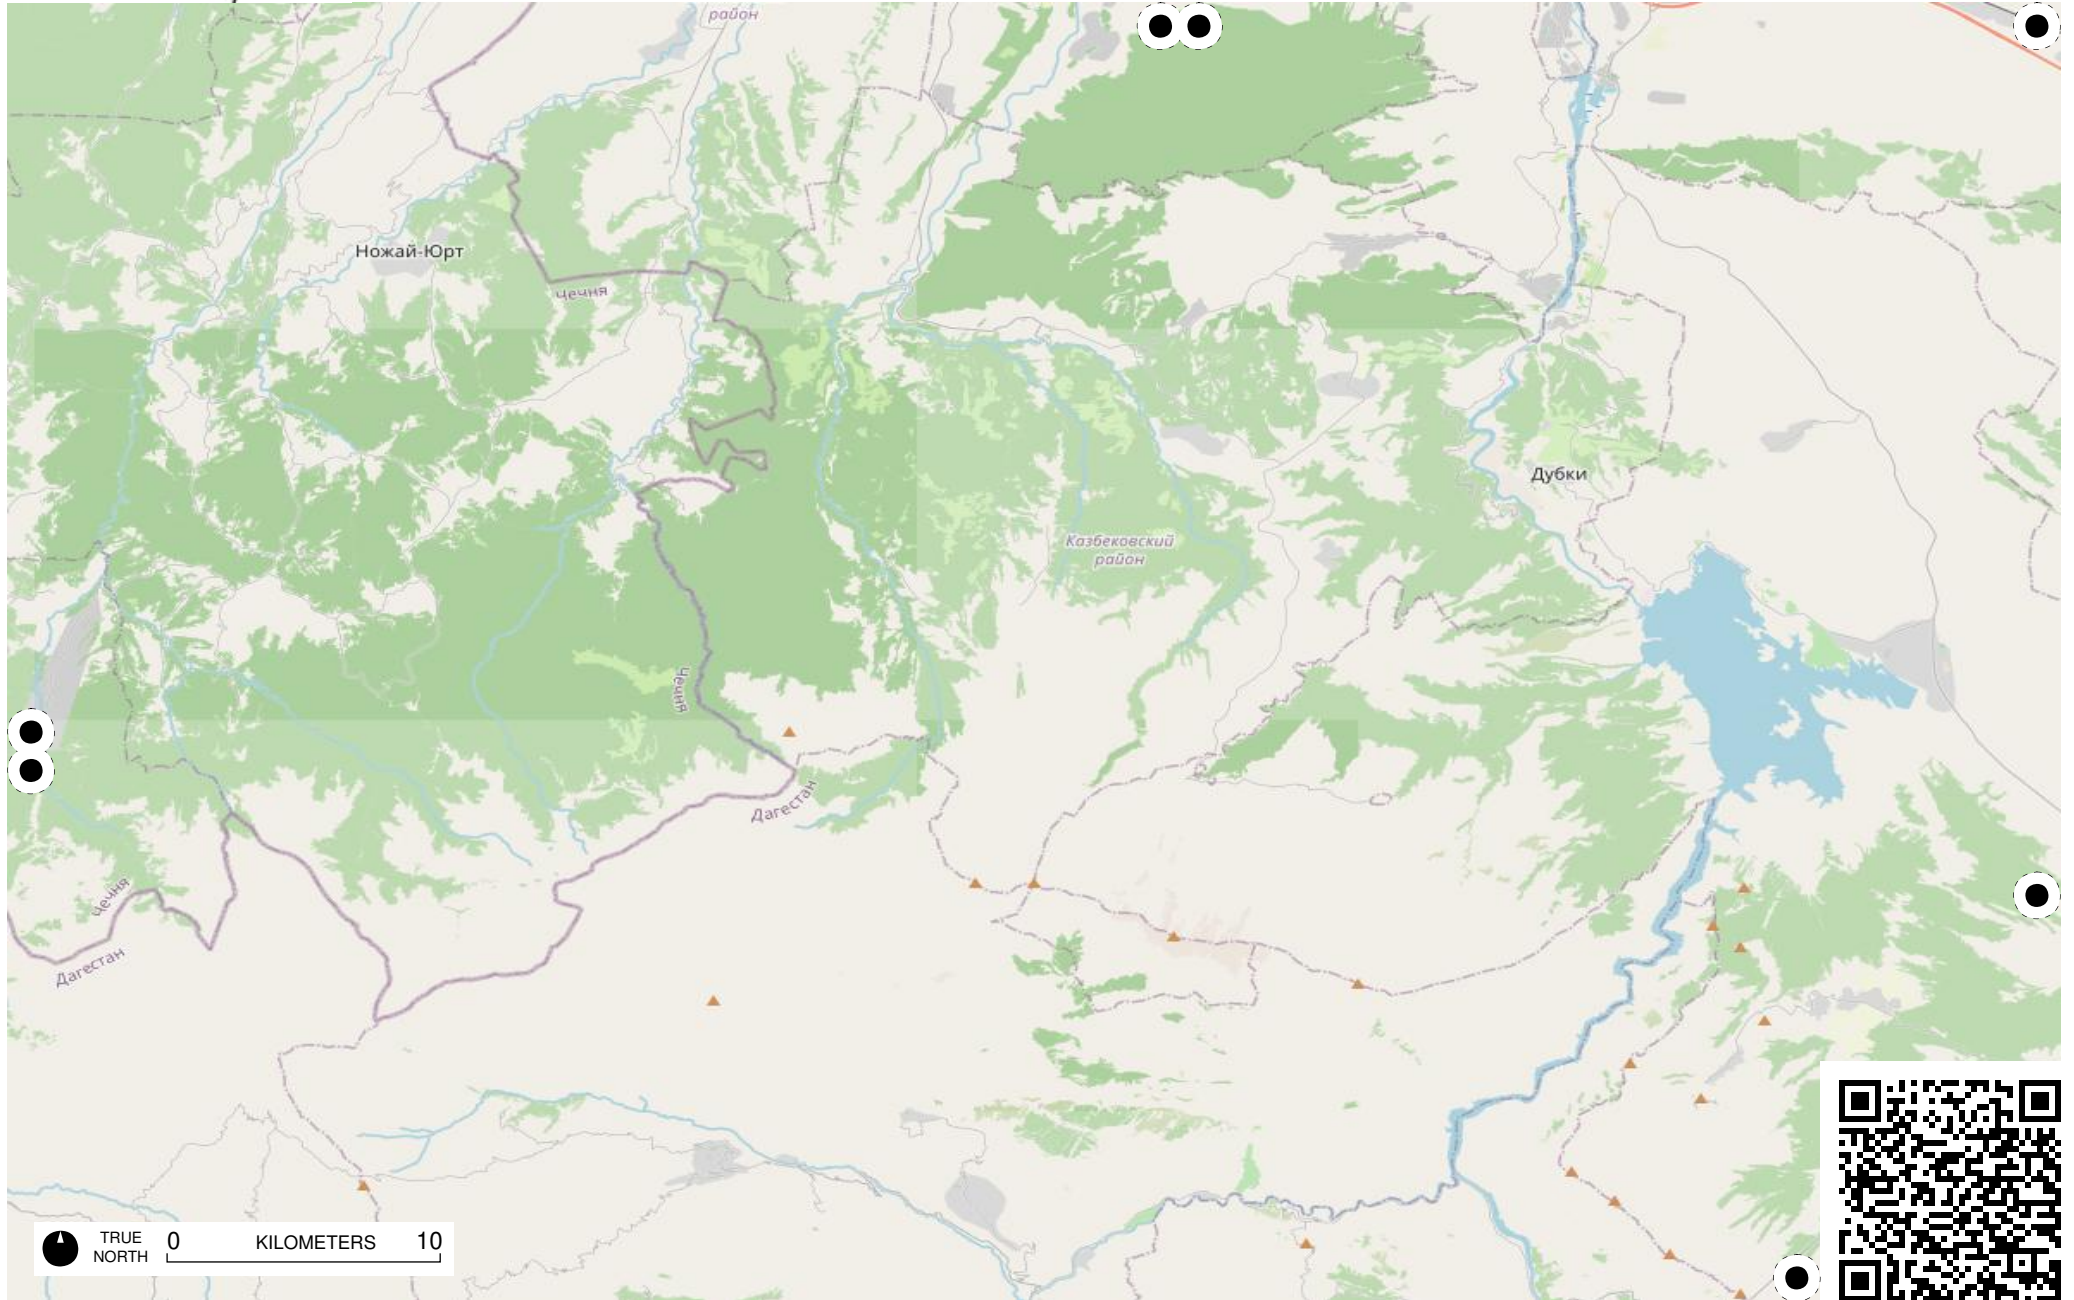 район
Ножай-Юрт
Чечня
Дубки
Казбековский
район
Чечня
Дагестан
Чечня
Дагестан
TRUE
NORTH
0 KILOMETERS 10